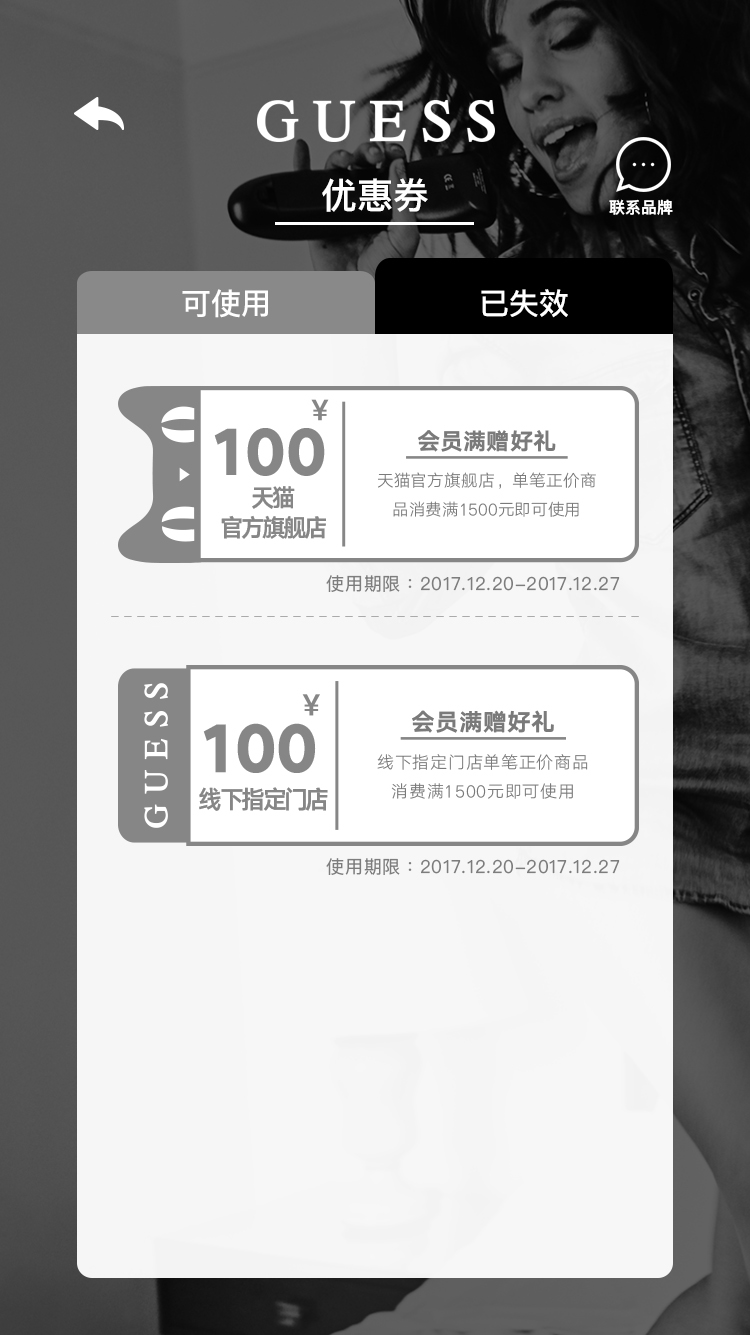 GUESS
优惠券
联系品牌
可使用
已失效
¥
100
天猫
官方旗舰店
会员满赠好礼
天猫官方旗舰店，单笔正价商
品消费满1500元即可使用
使用期限：2017.12.20-2017.12.27
GUESS
¥
100
线下指定门店
会员满赠好礼
线下指定门店单笔正价商品
消费满1500元即可使用
使用期限：2017.12.20-2017.12.27